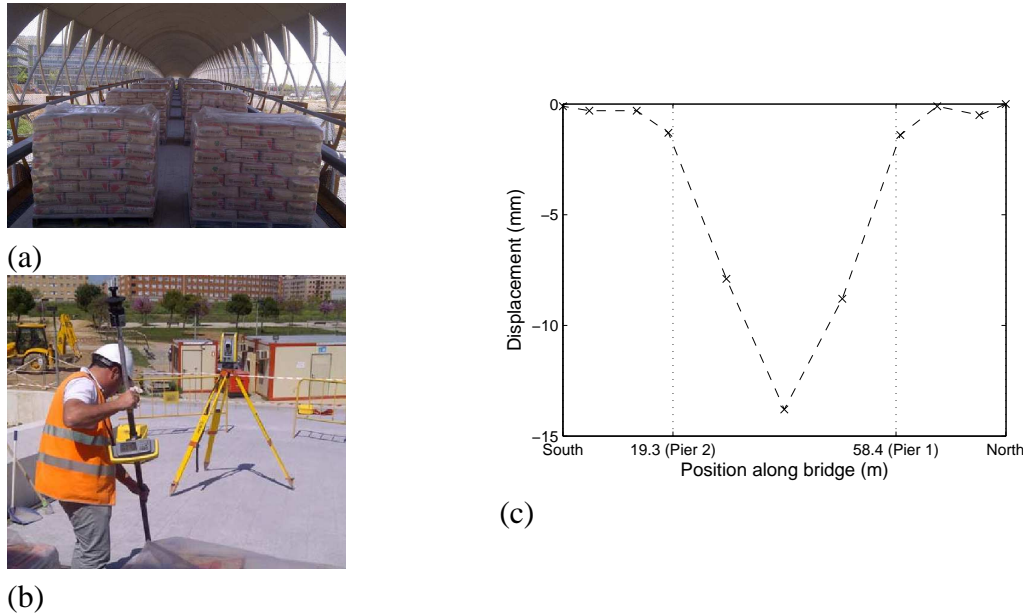 (a)
(b)
0
−5
−10
−15
Displacement (mm)
South
19.3 (Pier 2)
58.4 (Pier 1)
North
Position along bridge (m)
(c)